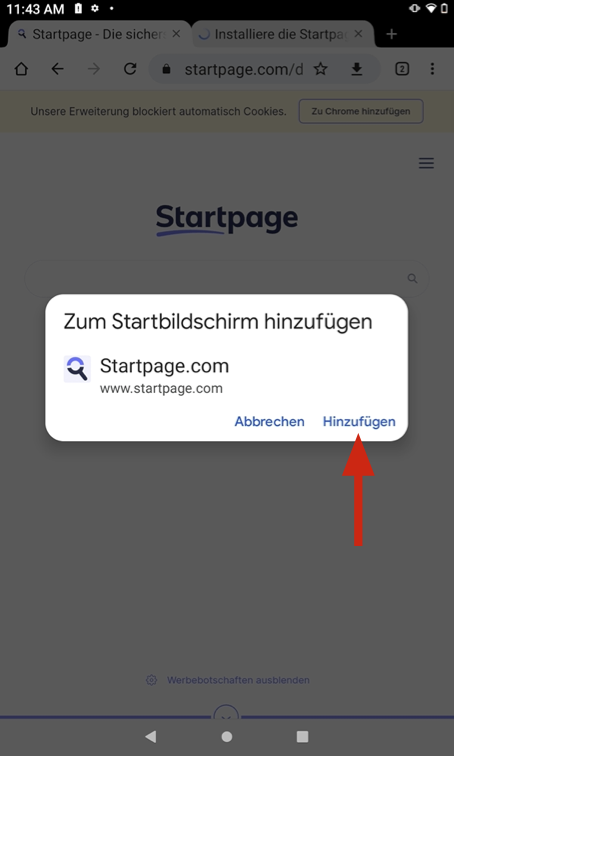 11:43 AM
Startpage - Die sicher
Installiere die Startpa
startpage.com/d
2
Unsere Erweiterung blockiert automatisch Cookies.
Zu Chrome hinzufügen
Startpage
Zum Startbildschirm hinzufügen
Startpage.com
www.startpage.com
Abbrechen
Hinzufügen
Werbebotschaften ausblenden